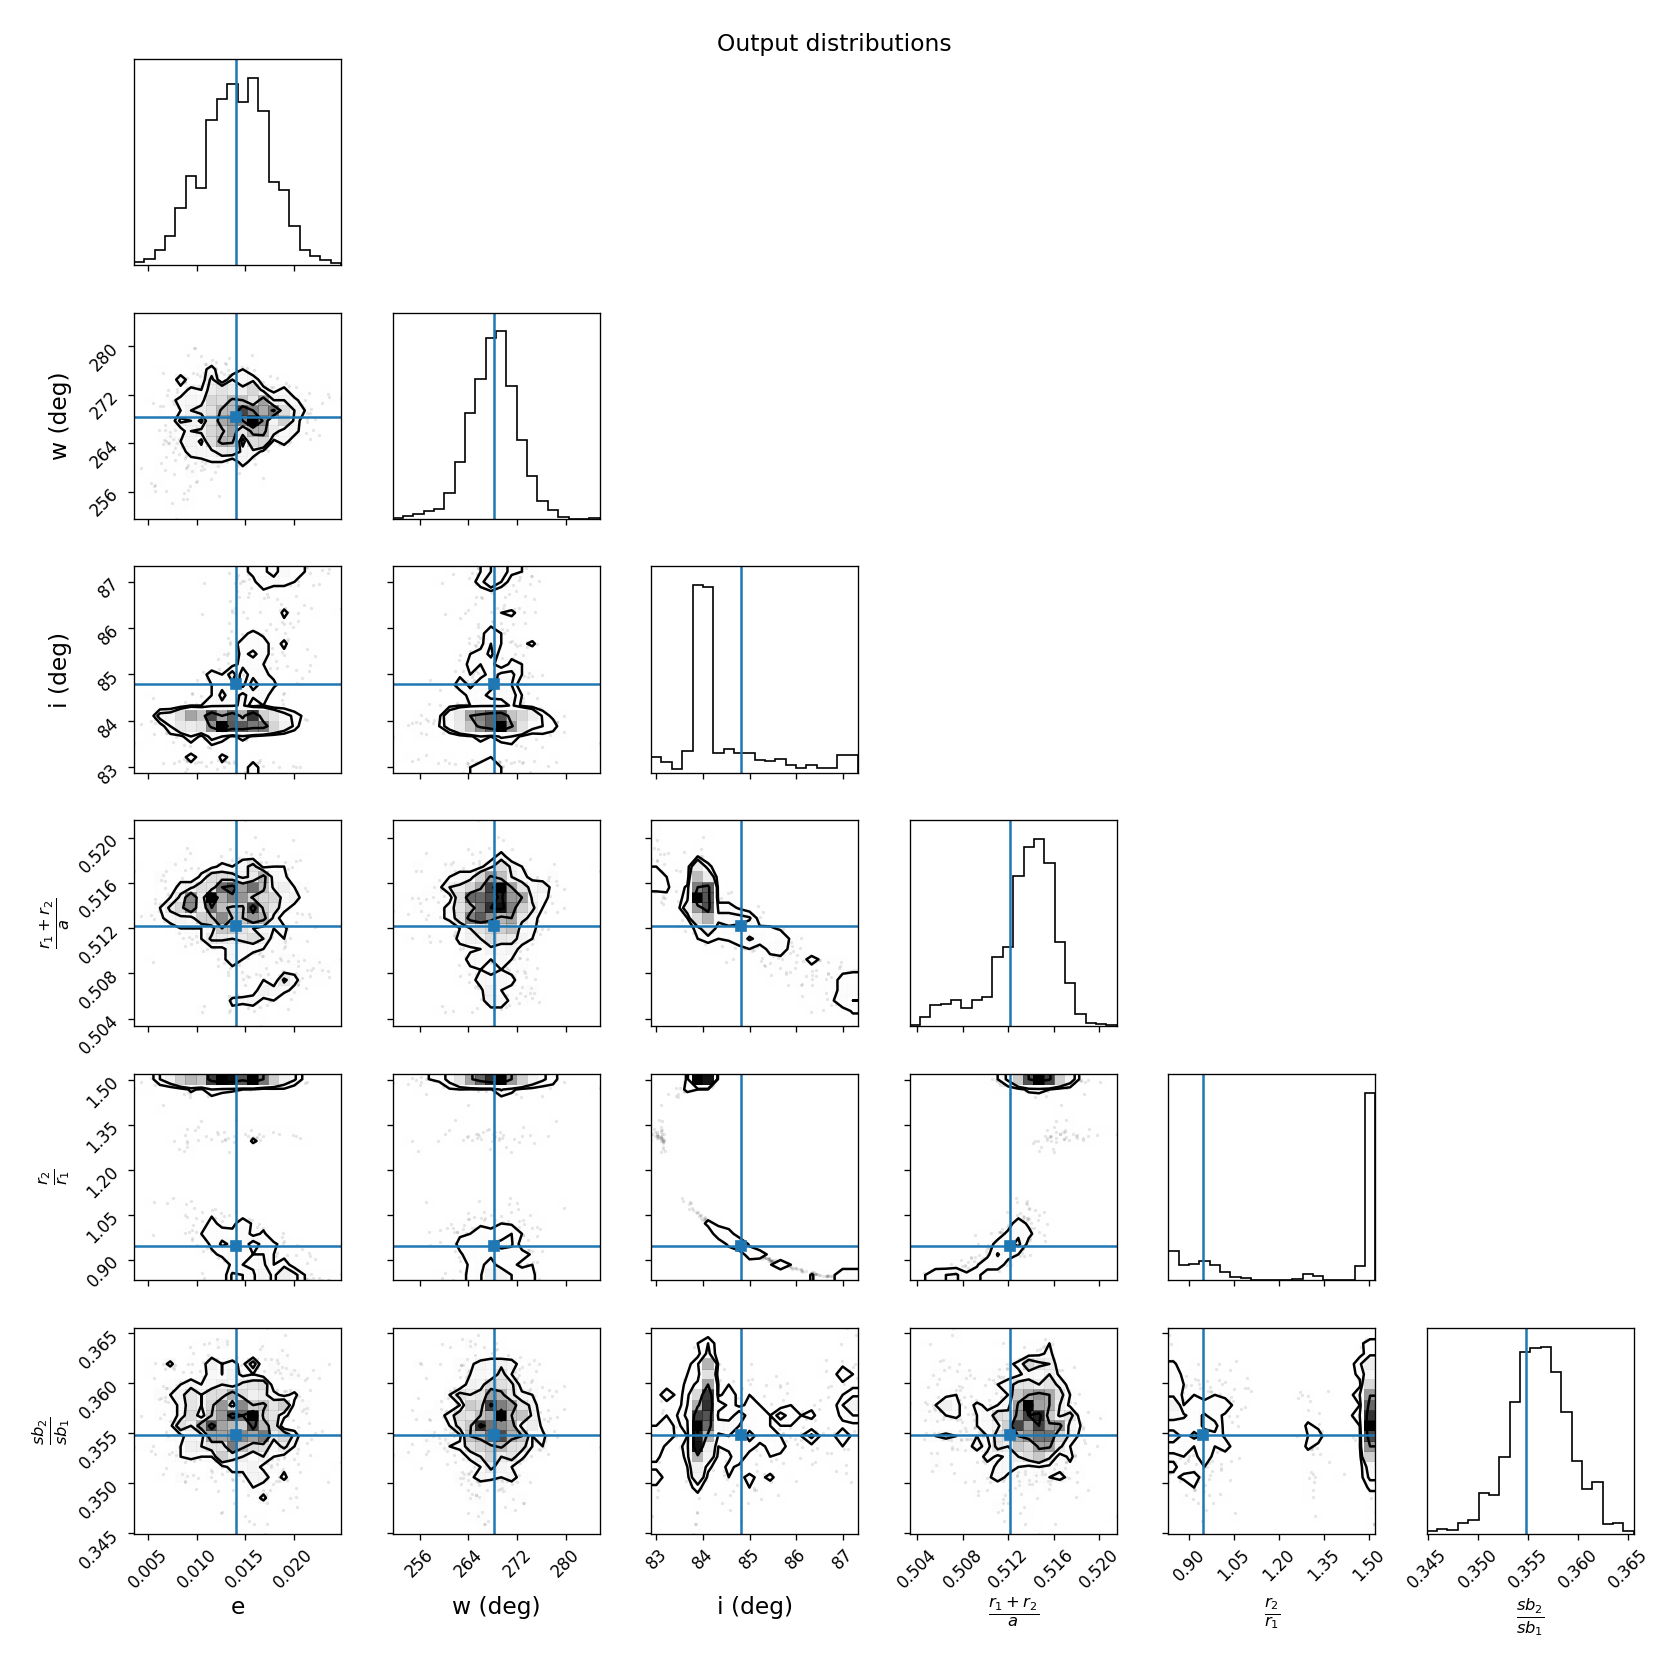 Output distributions
w (deg)
280
272
264
256
i (deg)
87
86
85
84
83
r₁ + r₂
a
0.520
0.516
0.512
0.508
0.504
r₂
r₁
1.50
1.35
1.20
1.05
0.90
sb₂
sb₁
0.365
0.360
0.355
0.350
0.345
0.005 0.010 0.015 0.020
256 264 272 280
83 84 85 86 87
0.504 0.508 0.512 0.516 0.520
0.90 1.05 1.20 1.35 1.50
0.345 0.350 0.355 0.360 0.365
e
w (deg)
i (deg)
r₁ + r₂
a
r₂
r₁
sb₂
sb₁